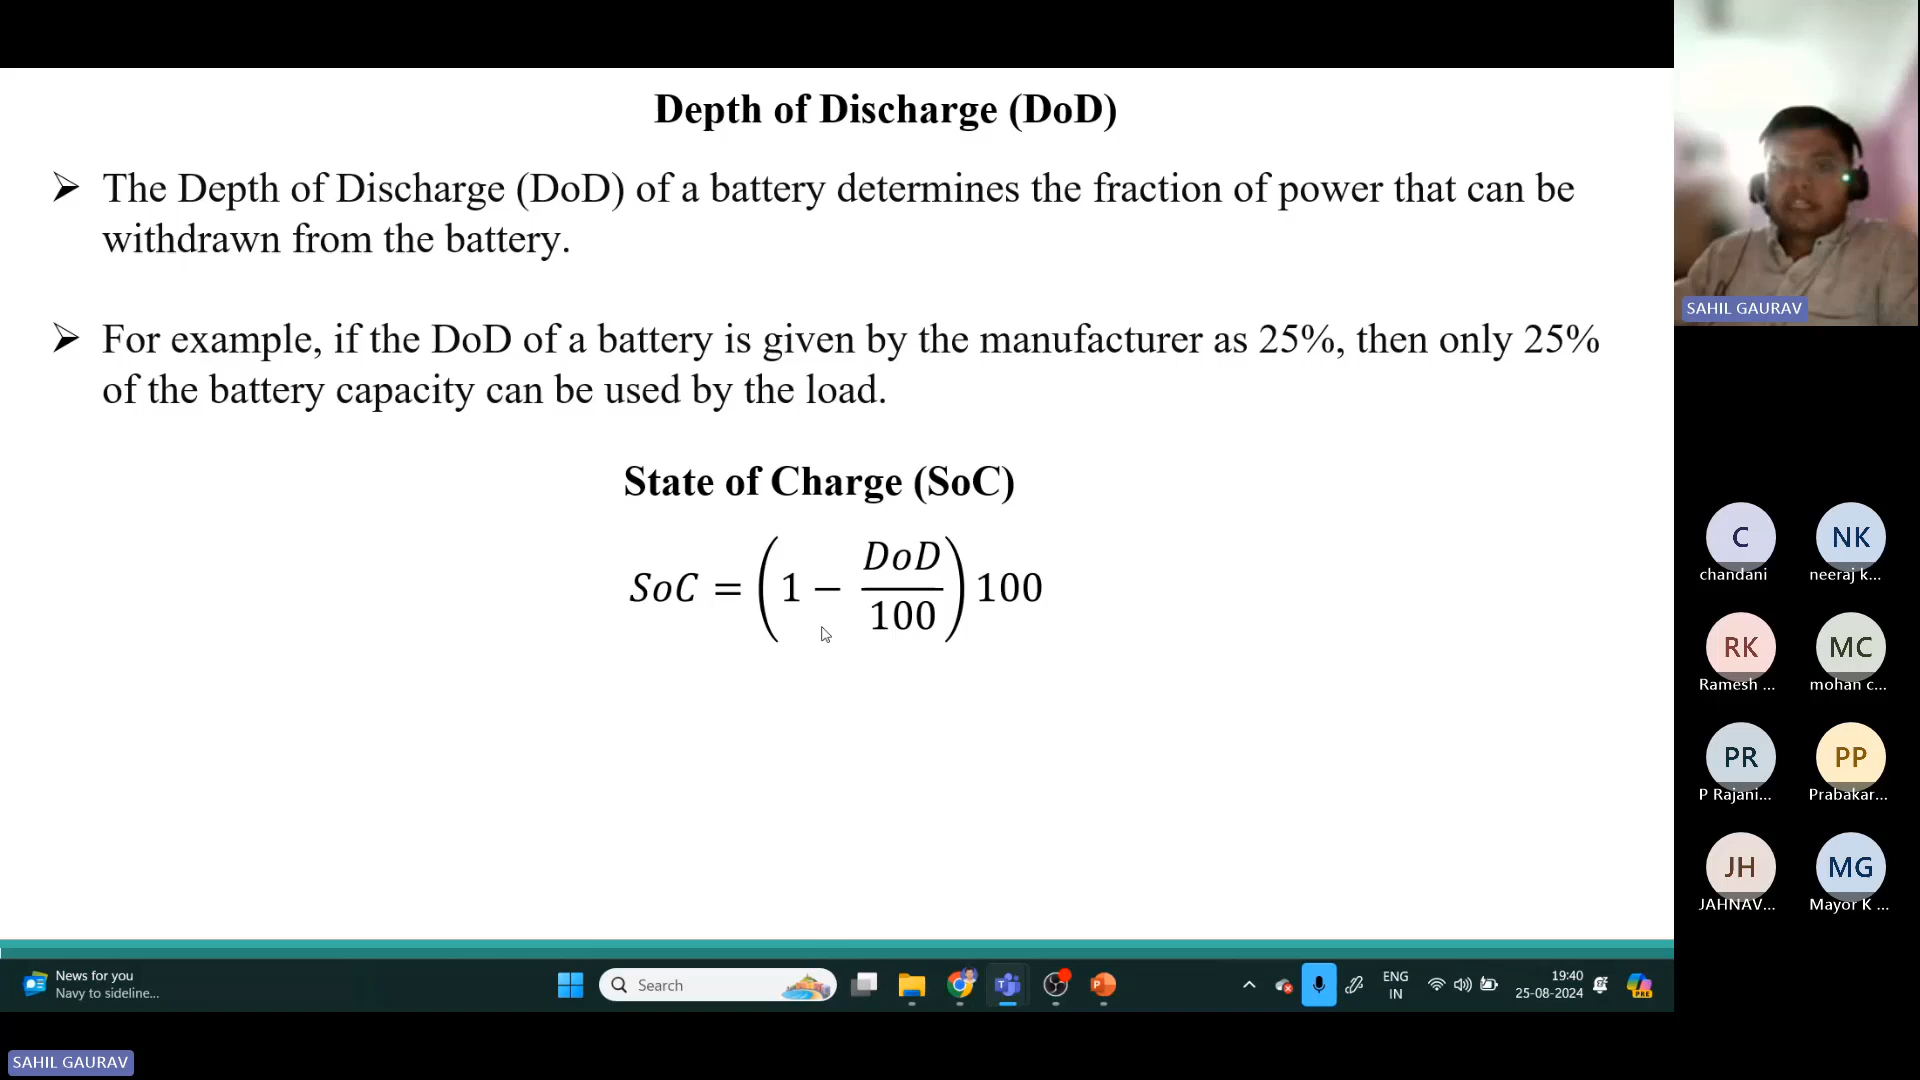 Depth of Discharge (DoD)
➢ The Depth of Discharge (DoD) of a battery determines the fraction of power that can be
withdrawn from the battery.
➢ For example, if the DoD of a battery is given by the manufacturer as 25%, then only 25%
of the battery capacity can be used by the load.
State of Charge (SoC)
SoC = (1 − DoD/100) 100
SAHIL GAURAV
C
NK
chandani
neeraj k...
RK
MC
Ramesh ...
mohan c...
PR
PP
P Rajani...
Prabakar...
JH
MG
JAHNAV...
Mayor K ...
News for you
Navy to sideline...
Search
ENG
IN
19:40
25-08-2024
PRE
SAHIL GAURAV